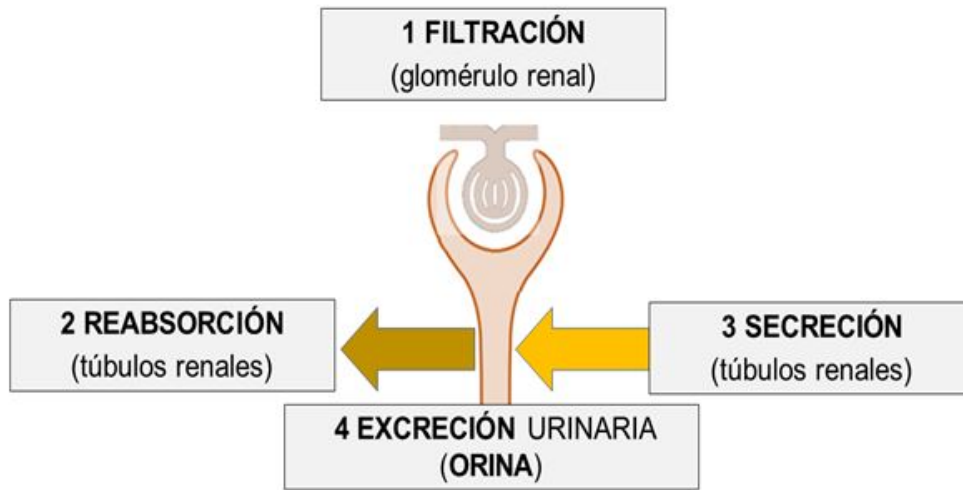 1 FILTRACIÓN
(glomérulo renal)
2 REABSORCIÓN
(túbulos renales)
3 SECRECIÓN
(túbulos renales)
4 EXCRECIÓN URINARIA
(ORINA)